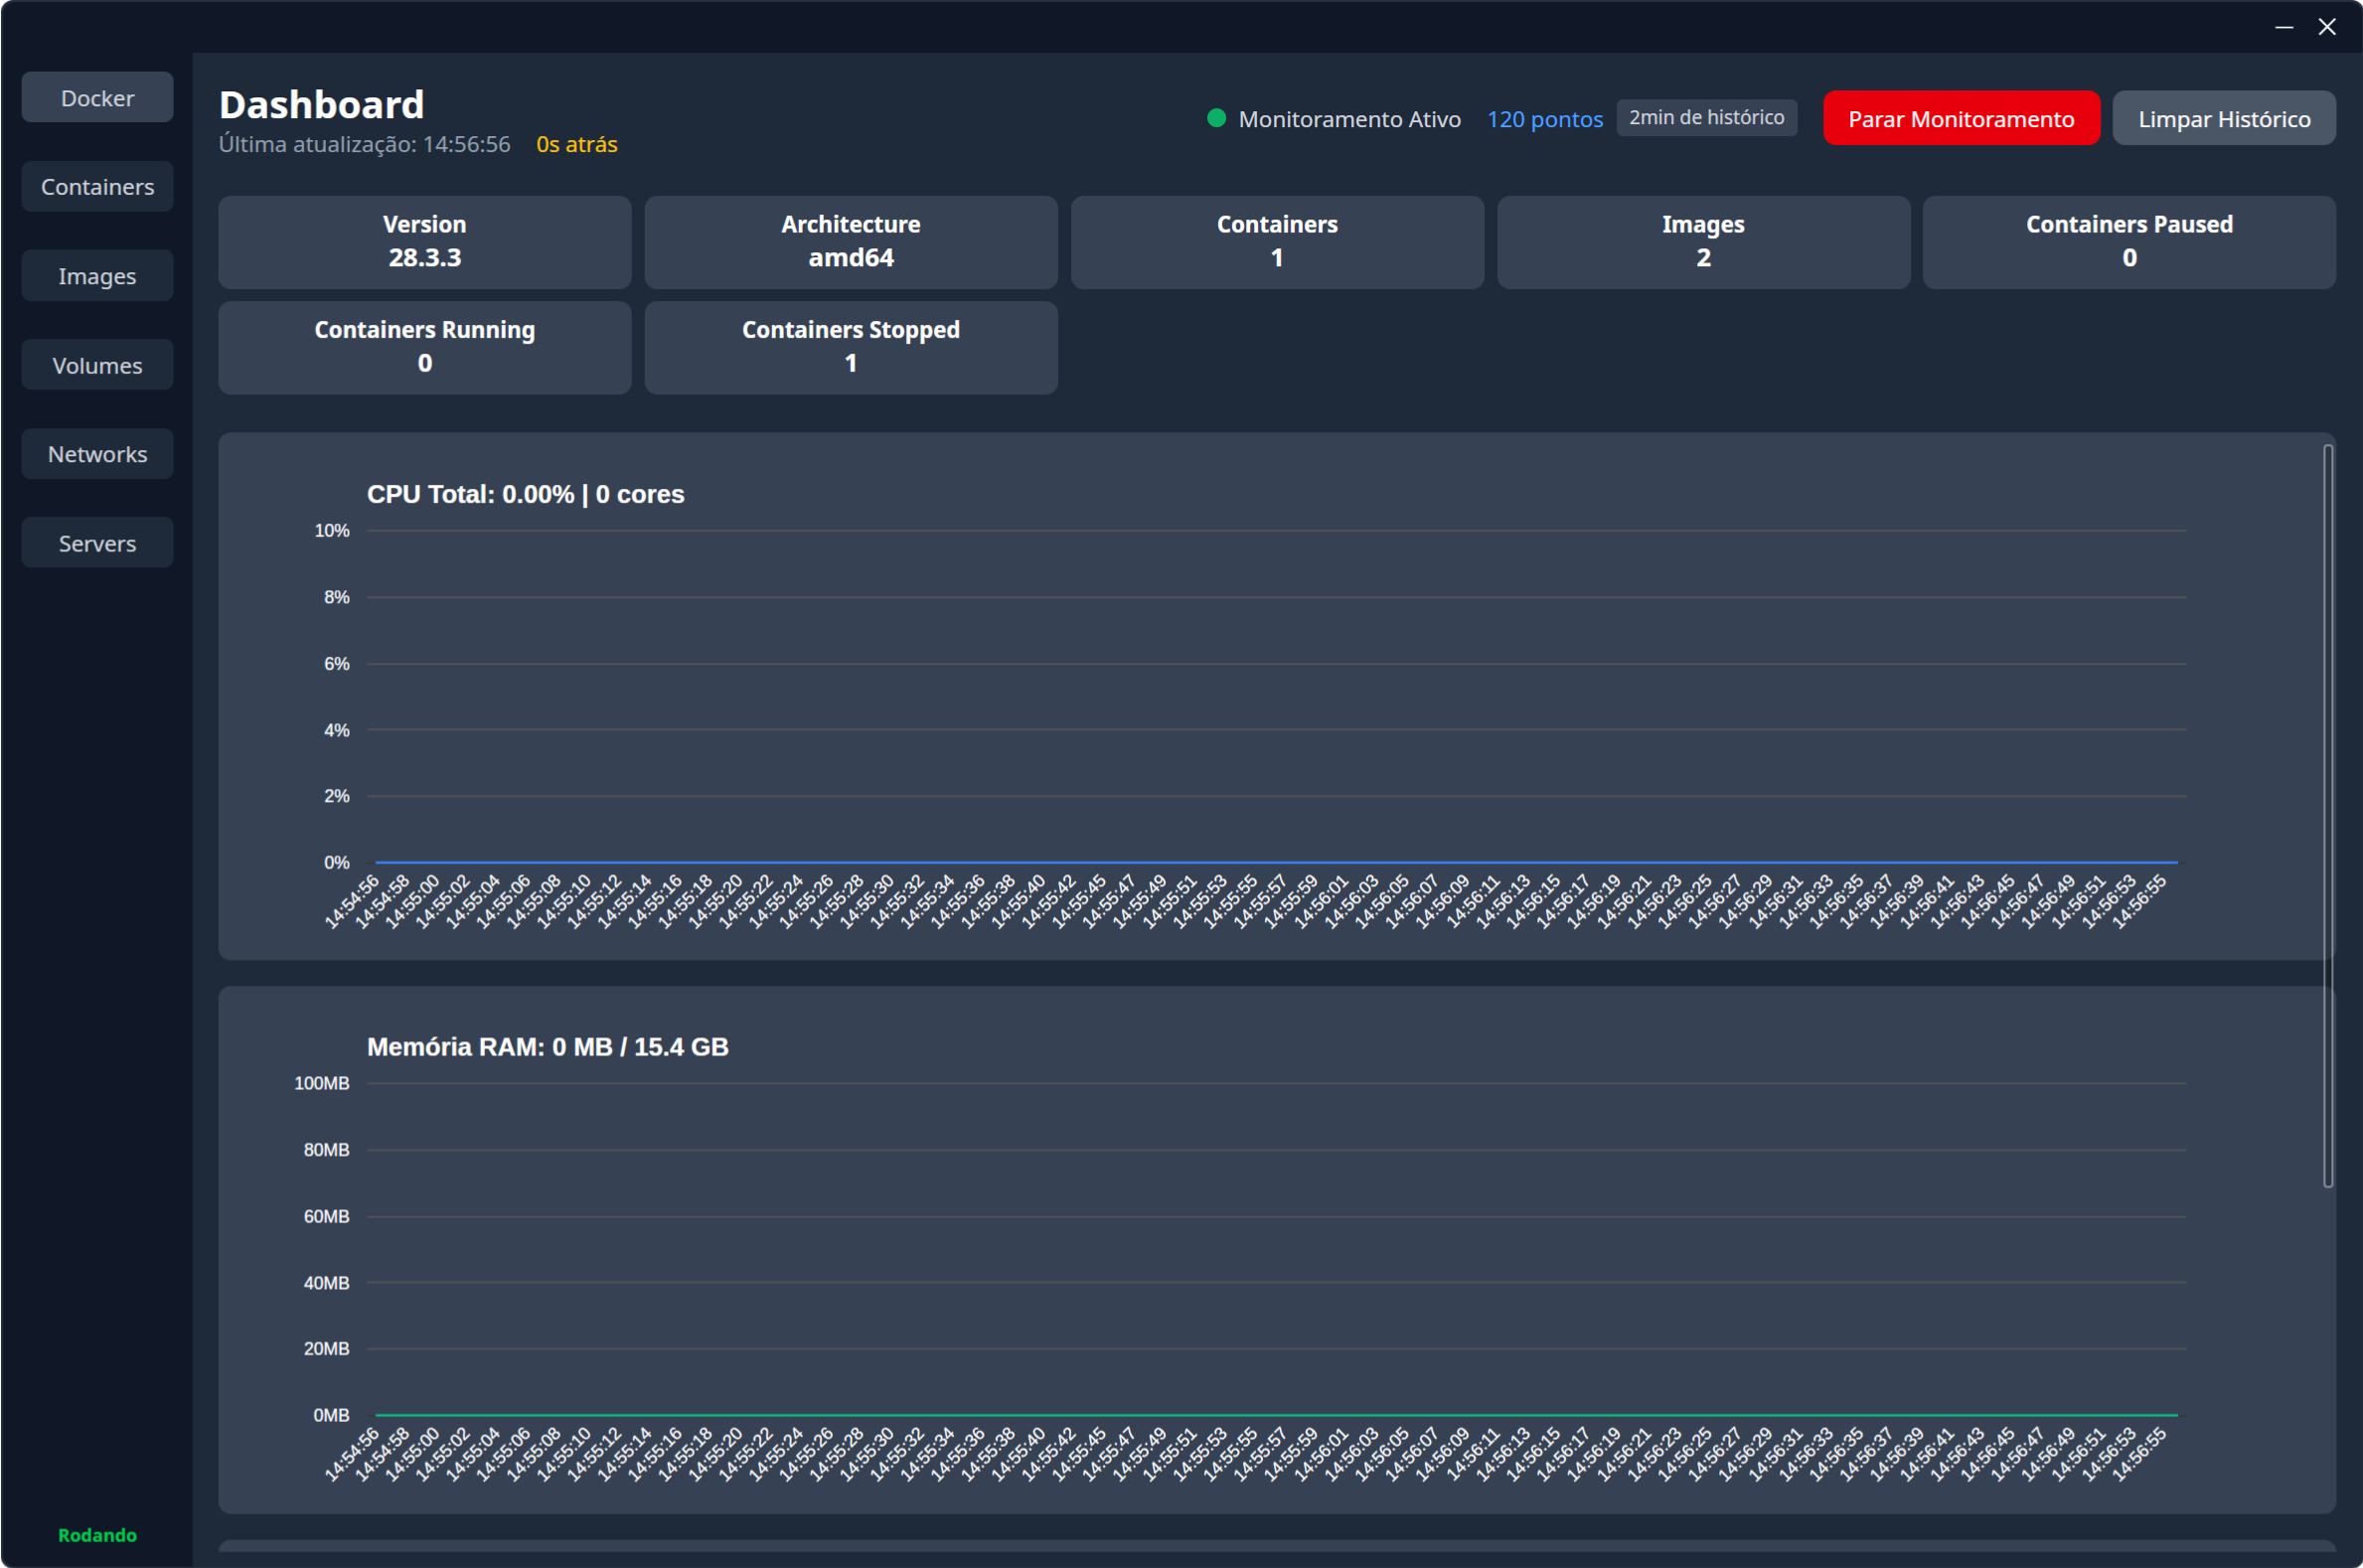 Docker
Containers
Images
Volumes
Networks
Servers
Rodando
Dashboard
Última atualização: 14:56:56 0s atrás
Monitoramento Ativo 120 pontos 2min de histórico Parar Monitoramento Limpar Histórico
Version
28.3.3
Architecture
amd64
Containers
1
Images
2
Containers Paused
0
Containers Running
0
Containers Stopped
1
CPU Total: 0.00% | 0 cores
10%
8%
6%
4%
2%
0%
14:54:56 14:54:58 14:55:00 14:55:02 14:55:04 14:55:06 14:55:08 14:55:10 14:55:12 14:55:14 14:55:16 14:55:18 14:55:20 14:55:22 14:55:24 14:55:26 14:55:28 14:55:30 14:55:32 14:55:34 14:55:36 14:55:38 14:55:40 14:55:42 14:55:45 14:55:47 14:55:49 14:55:51 14:55:53 14:55:55 14:55:57 14:55:59 14:56:01 14:56:03 14:56:05 14:56:07 14:56:09 14:56:11 14:56:13 14:56:15 14:56:17 14:56:19 14:56:21 14:56:23 14:56:25 14:56:27 14:56:29 14:56:31 14:56:33 14:56:35 14:56:37 14:56:39 14:56:41 14:56:43 14:56:45 14:56:47 14:56:49 14:56:51 14:56:53 14:56:55
Memória RAM: 0 MB / 15.4 GB
100MB
80MB
60MB
40MB
20MB
0MB
14:54:56 14:54:58 14:55:00 14:55:02 14:55:04 14:55:06 14:55:08 14:55:10 14:55:12 14:55:14 14:55:16 14:55:18 14:55:20 14:55:22 14:55:24 14:55:26 14:55:28 14:55:30 14:55:32 14:55:34 14:55:36 14:55:38 14:55:40 14:55:42 14:55:45 14:55:47 14:55:49 14:55:51 14:55:53 14:55:55 14:55:57 14:55:59 14:56:01 14:56:03 14:56:05 14:56:07 14:56:09 14:56:11 14:56:13 14:56:15 14:56:17 14:56:19 14:56:21 14:56:23 14:56:25 14:56:27 14:56:29 14:56:31 14:56:33 14:56:35 14:56:37 14:56:39 14:56:41 14:56:43 14:56:45 14:56:47 14:56:49 14:56:51 14:56:53 14:56:55